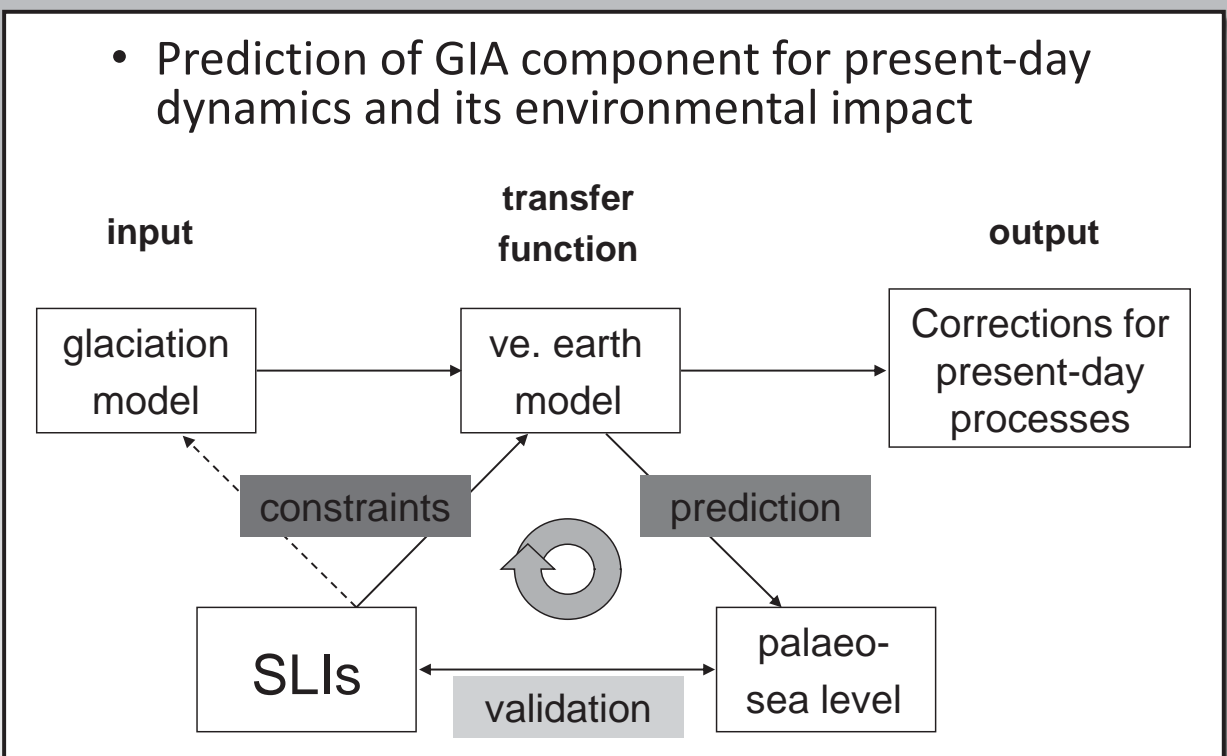 • Prediction of GIA component for present-day
dynamics and its environmental impact
input
transfer
function
output
glaciation
model
ve. earth
model
Corrections for
present-day
processes
constraints
prediction
SLIs
validation
palaeo-
sea level